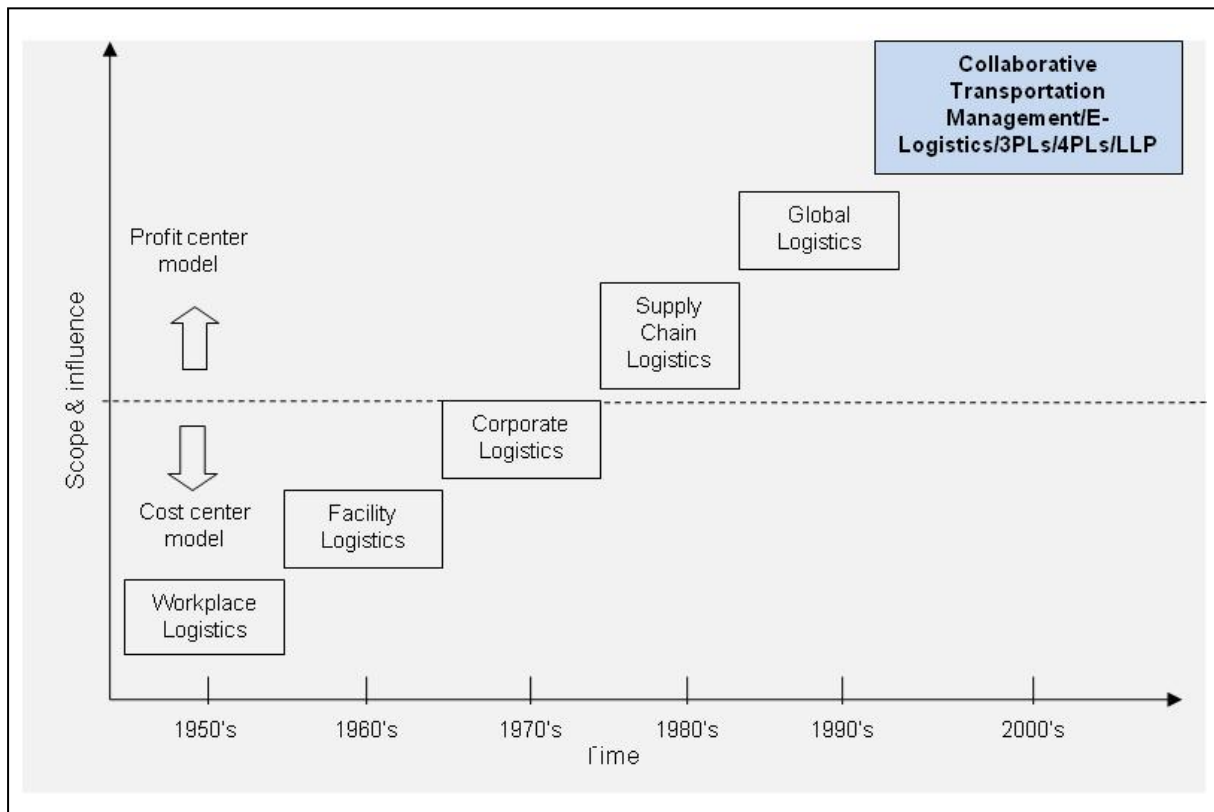 Collaborative
Transportation
Management/E-
Logistics/3PLs/4PLs/LLP
Global
Logistics
Profit center
model
Supply
Chain
Logistics
Scope & influence
Corporate
Logistics
Cost center
model
Facility
Logistics
Workplace
Logistics
1950's
1960's
1970's
1980's
1990's
2000's
Time